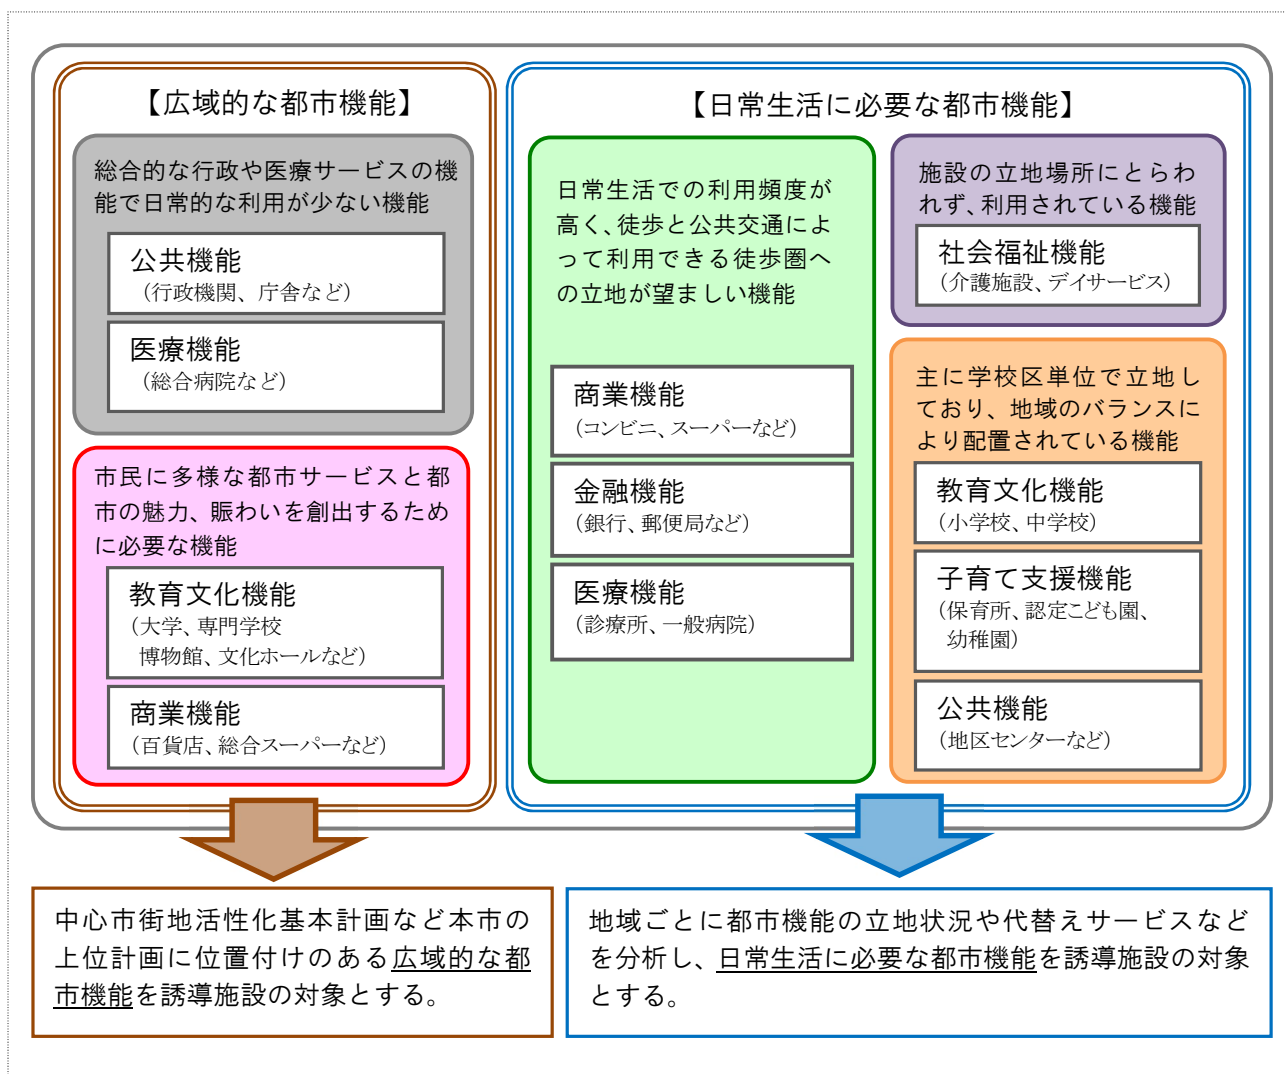 【広域的な都市機能】
総合的な行政や医療サービスの機
能で日常的な利用が少ない機能
公共機能
(行政機関、庁舎など)
医療機能
(総合病院など)
市民に多様な都市サービスと都
市の魅力、賑わいを創出するため
に必要な機能
教育文化機能
(大学、専門学校
博物館、文化ホールなど)
商業機能
(百貨店、総合スーパーなど)
【日常生活に必要な都市機能】
日常生活での利用頻度が
高く、徒歩と公共交通によ
って利用できる徒歩圏へ
の立地が望ましい機能
商業機能
(コンビニ、スーパーなど)
金融機能
(銀行、郵便局など)
医療機能
(診療所、一般病院)
施設の立地場所にとらわ
れず、利用されている機能
社会福祉機能
(介護施設、デイサービス)
主に学校区単位で立地し
ており、地域のバランスに
より配置されている機能
教育文化機能
(小学校、中学校)
子育て支援機能
(保育所、認定こども園、
幼稚園)
公共機能
(地区センターなど)
中心市街地活性化基本計画など本市の
上位計画に位置付けのある広域的な都
市機能を誘導施設の対象とする。
地域ごとに都市機能の立地状況や代替えサービスなど
を分析し、日常生活に必要な都市機能を誘導施設の対象
とする。